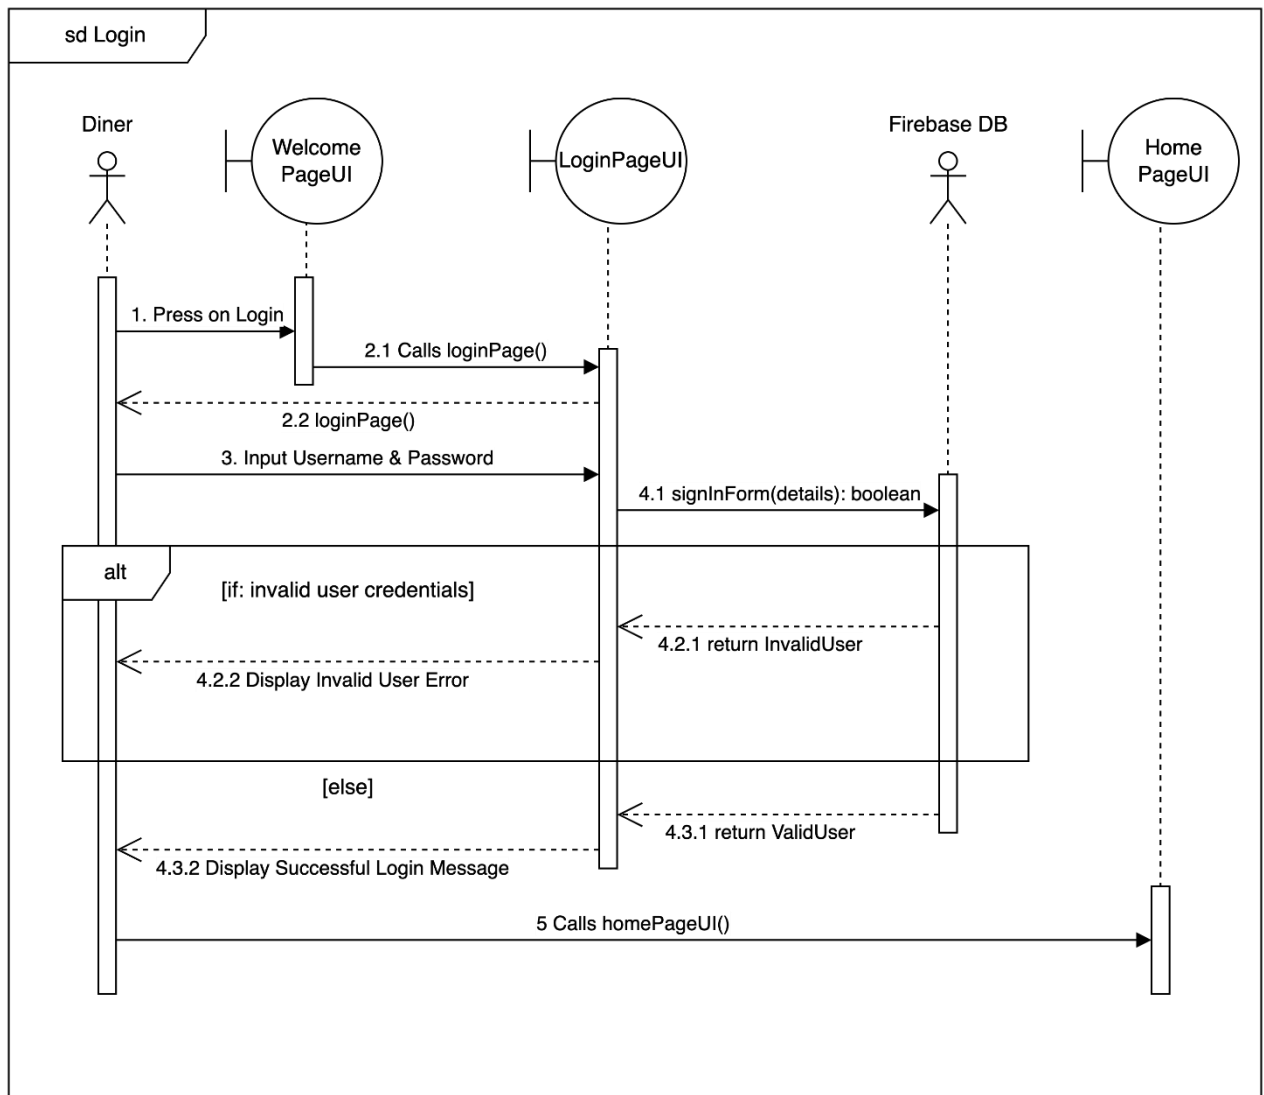 sd Login
Diner
Welcome
PageUI
LoginPageUI
Firebase DB
Home
PageUI
1. Press on Login
2.1 Calls loginPage()
2.2 loginPage()
3. Input Username & Password
4.1 signInForm(details): boolean
alt
[if: invalid user credentials]
4.2.1 return InvalidUser
4.2.2 Display Invalid User Error
[else]
4.3.1 return ValidUser
4.3.2 Display Successful Login Message
5 Calls homePageUI()